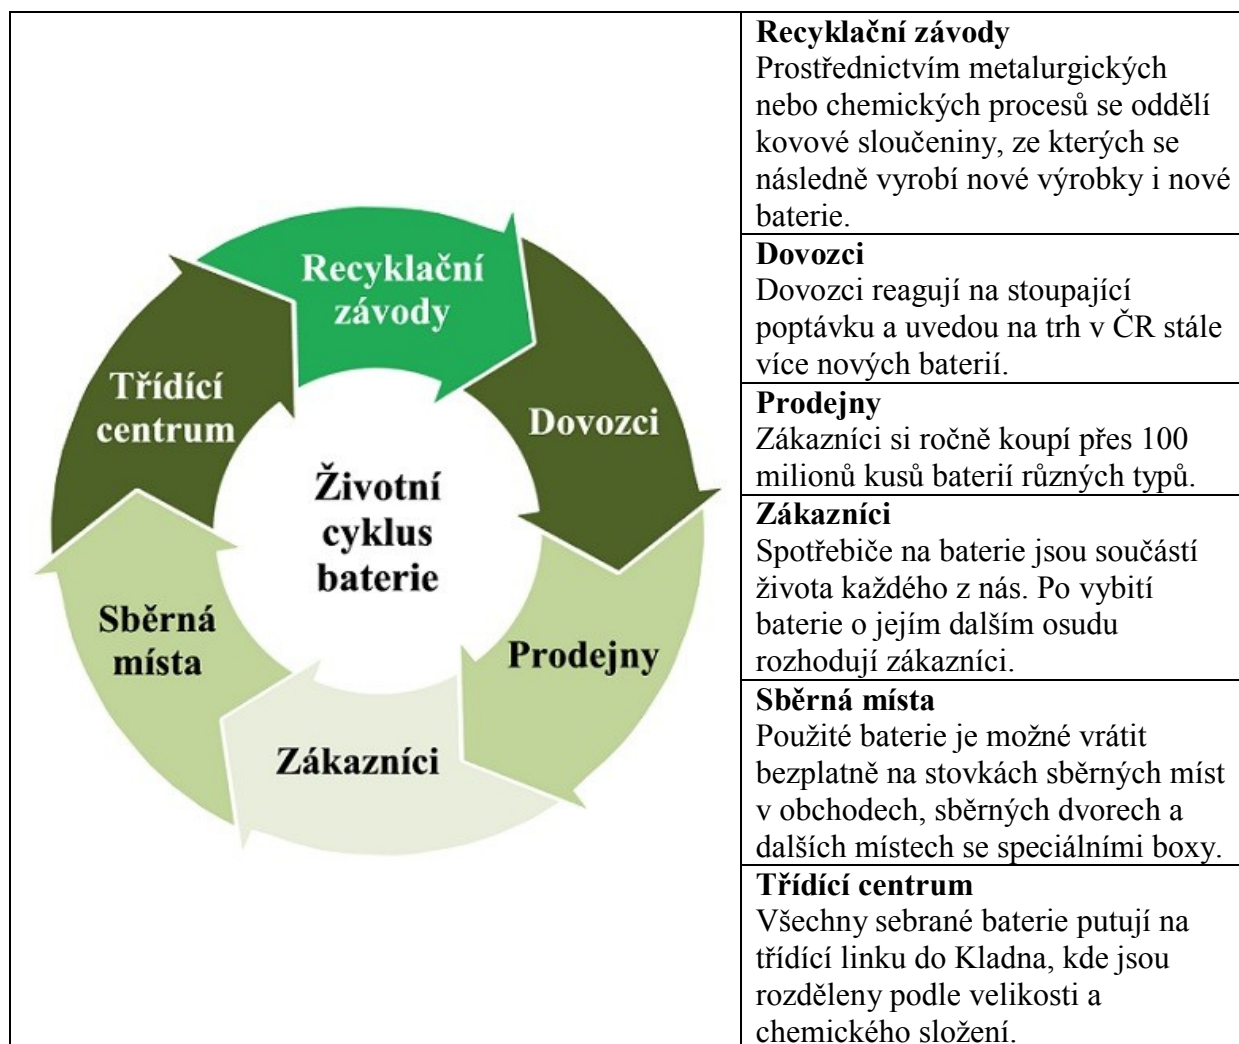 Recyklační
závody
Dovozci
Prodejny
Zákazníci
Sběrná
místa
Třídící
centrum
Životní
cyklus
baterie
Recyklační závody
Prostřednictvím metalurgických
nebo chemických procesů se oddělí
kovové sloučeniny, ze kterých se
následně vyrobí nové výrobky i nové
baterie.
Dovozci
Dovozci reagují na stoupající
poptávku a uvedou na trh v ČR stále
více nových baterií.
Prodejny
Zákazníci si ročně koupí přes 100
milionů kusů baterií různých typů.
Zákazníci
Spotřebiče na baterie jsou součástí
života každého z nás. Po vybití
baterie o jejím dalším osudu
rozhodují zákazníci.
Sběrná místa
Použité baterie je možné vrátit
bezplatně na stovkách sběrných míst
v obchodech, sběrných dvorech a
dalších místech se speciálními boxy.
Třídící centrum
Všechny sebrané baterie putují na
třídící linku do Kladna, kde jsou
rozděleny podle velikosti a
chemického složení.